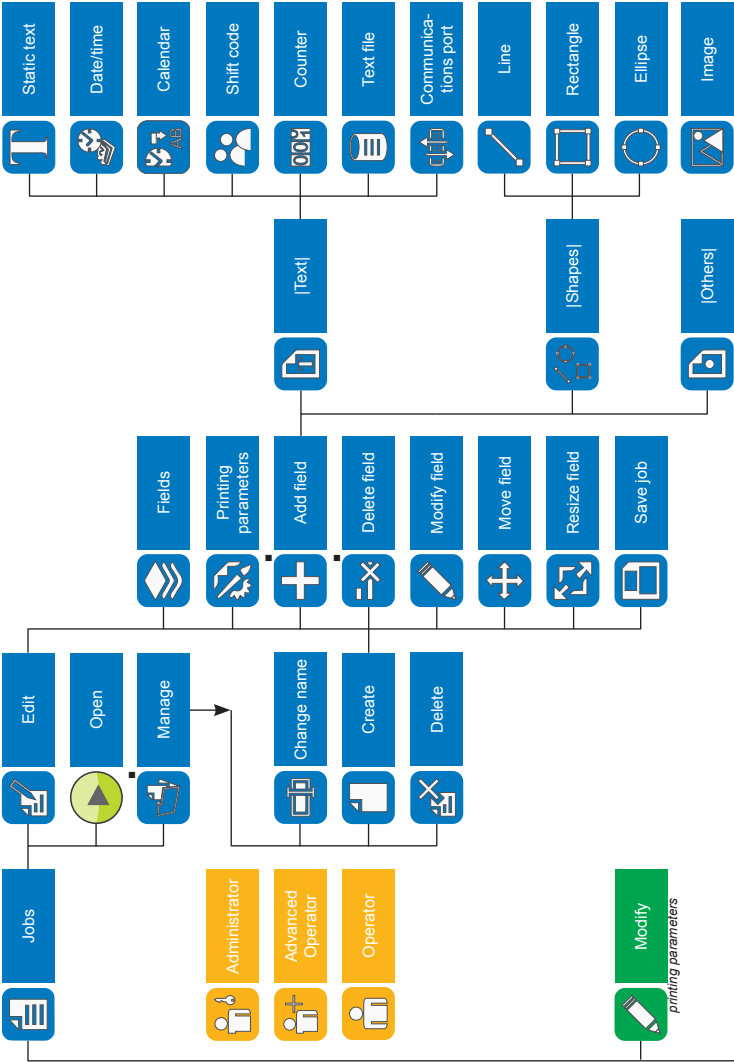 Jobs
Edit
Open
Manage
Change name
Create
Delete
Fields
Printing
parameters
Add field
Delete field
Modify field
Move field
Resize field
Save job
|Text|
Static text
Date/time
Calendar
AB
Shift code
Counter
001
Text file
Communica-
tions port
|Shapes|
Line
Rectangle
Ellipse
|Others|
Image
Administrator
Advanced
Operator
Operator
Modify
printing parameters